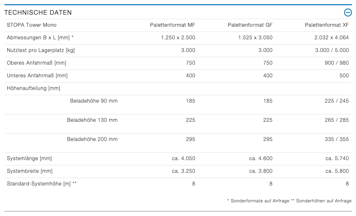 TECHNISCHE DATEN
STOPA Tower Mono Palettenformat MF Palettenformat GF Palettenformat XF
Abmessungen B x L [mm] * 1.250 x 2.500 1.525 x 3.050 2.032 x 4.064
Nutzlast pro Lagerplatz [kg] 3.000 3.000 3.000 / 5.000
Oberes Anfahrmaß [mm] 750 750 900 / 980
Unteres Anfahrmaß [mm] 400 400 500
Höhenaufteilung [mm]
Beladehöhe 90 mm 185 185 225 / 245
Beladehöhe 130 mm 225 225 265 / 285
Beladehöhe 200 mm 295 295 335 / 355
Systemlänge [mm] ca. 4.050 ca. 4.600 ca. 5.740
Systembreite [mm] ca. 3.250 ca. 3.800 ca. 5.800
Standard-Systemhöhe [m] ** 8 8 8
* Sonderformate auf Anfrage ** Sonderhöhen auf Anfrage